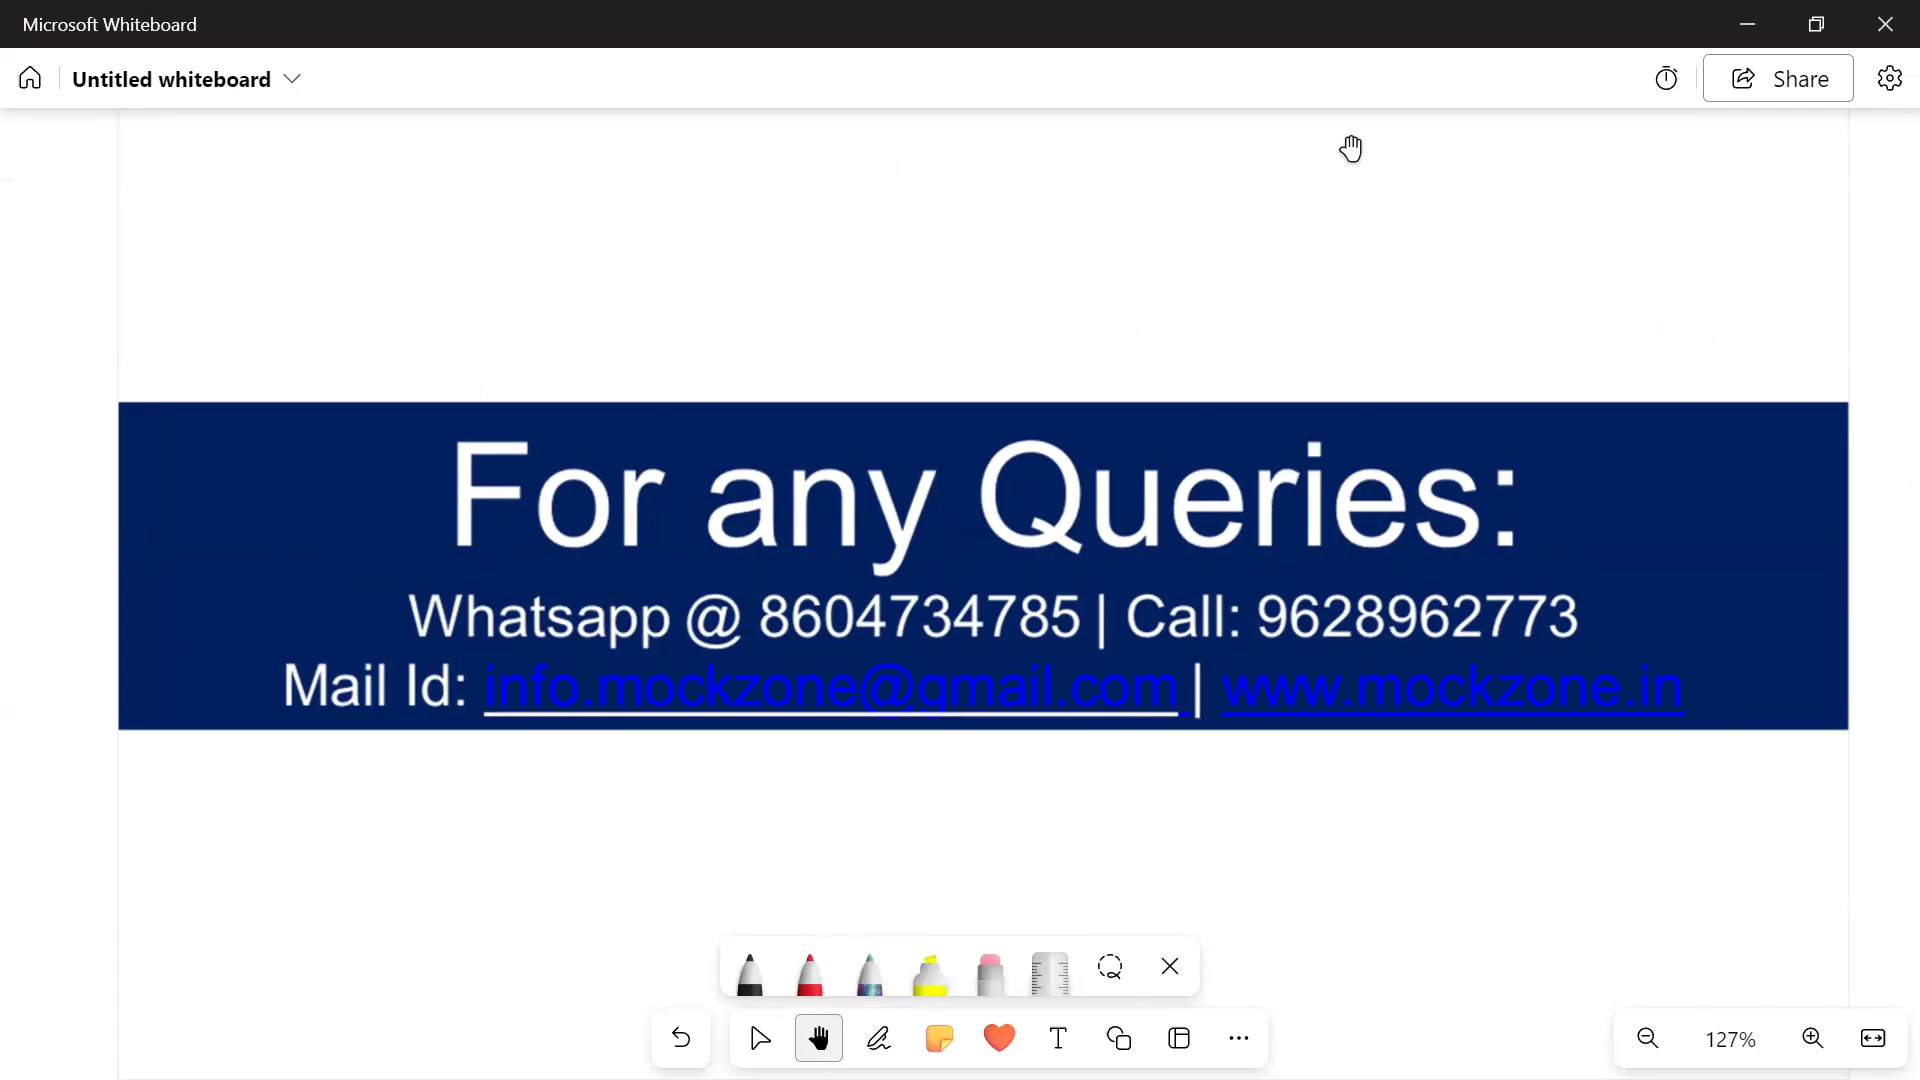 Microsoft Whiteboard
Untitled whiteboard
Share
For any Queries:
Whatsapp @ 8604734785 | Call: 9628962773
Mail Id: info.mockzone@gmail.com | www.mockzone.in
127%